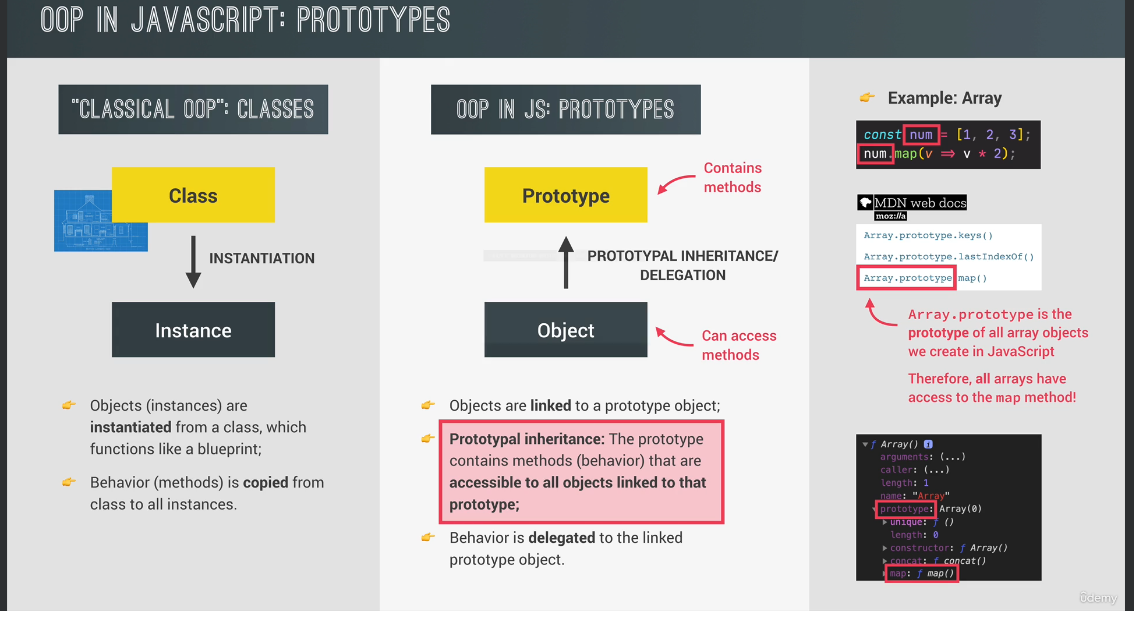 OOP IN JAVASCRIPT: PROTOTYPES
"CLASSICAL OOP": CLASSES
Class
INSTANTIATION
Instance
👉 Objects (instances) are
instantiated from a class, which
functions like a blueprint;
👉 Behavior (methods) is copied from
class to all instances.
OOP IN JS: PROTOTYPES
Prototype
Contains
methods
PROTOTYPAL INHERITANCE/
DELEGATION
Object
Can access
methods
👉 Objects are linked to a prototype object;
👉 Prototypal inheritance: The prototype
contains methods (behavior) that are
accessible to all objects linked to that
prototype;
👉 Behavior is delegated to the linked
prototype object.
👉 Example: Array
const num = [1, 2, 3];
num.map(v => v * 2);
MDN web docs
moz://a
Array.prototype.keys()
Array.prototype.lastIndexOf()
Array.prototype.map()
Array.prototype is the
prototype of all array objects
we create in JavaScript
Therefore, all arrays have
access to the map method!
▼ ƒ Array() i
arguments: (...)
caller: (...)
length: 1
name: "Array"
▼ prototype: Array(0)
▶ unique: ƒ ()
length: 0
▶ constructor: ƒ Array()
▶ concat: ƒ concat()
▶ map: ƒ map()
ûdemy